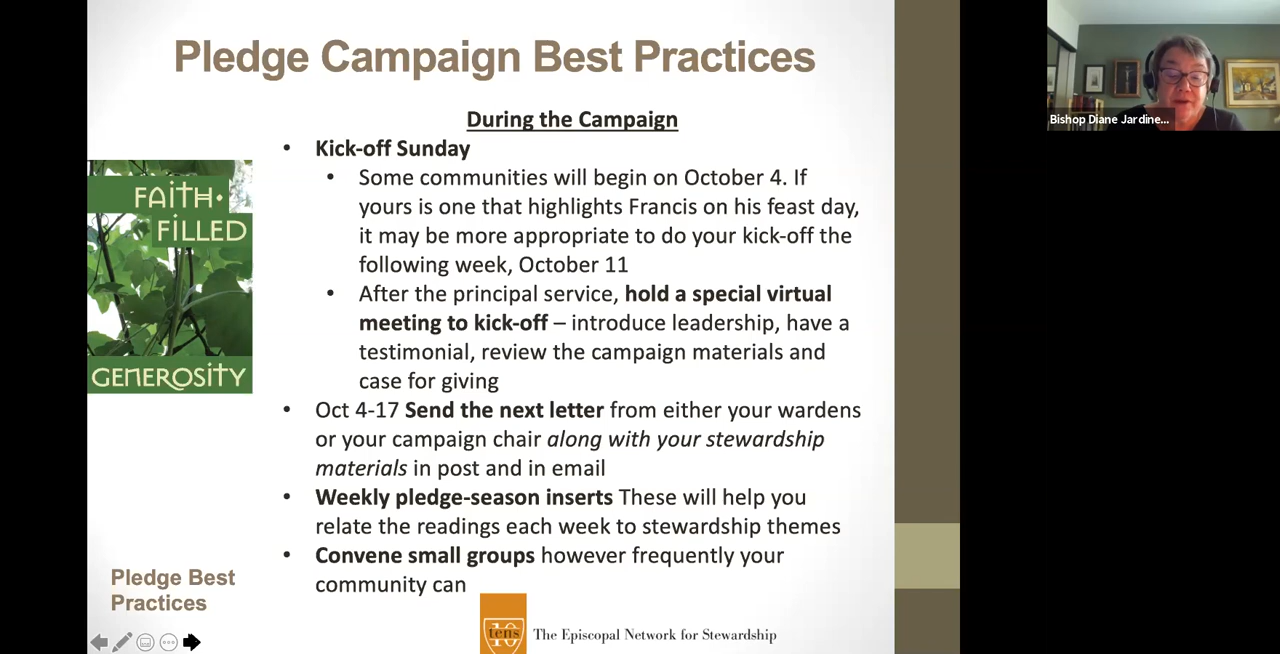 Pledge Campaign Best Practices
During the Campaign
• Kick-off Sunday
• Some communities will begin on October 4. If
yours is one that highlights Francis on his feast day,
it may be more appropriate to do your kick-off the
following week, October 11
• After the principal service, hold a special virtual
meeting to kick-off – introduce leadership, have a
testimonial, review the campaign materials and
case for giving
• Oct 4-17 Send the next letter from either your wardens
or your campaign chair along with your stewardship
materials in post and in email
• Weekly pledge-season inserts These will help you
relate the readings each week to stewardship themes
• Convene small groups however frequently your
community can
FAITH·
FILLED
GENEROSITY
Pledge Best
Practices
tens
10
The Episcopal Network for Stewardship
Bishop Diane Jardine...